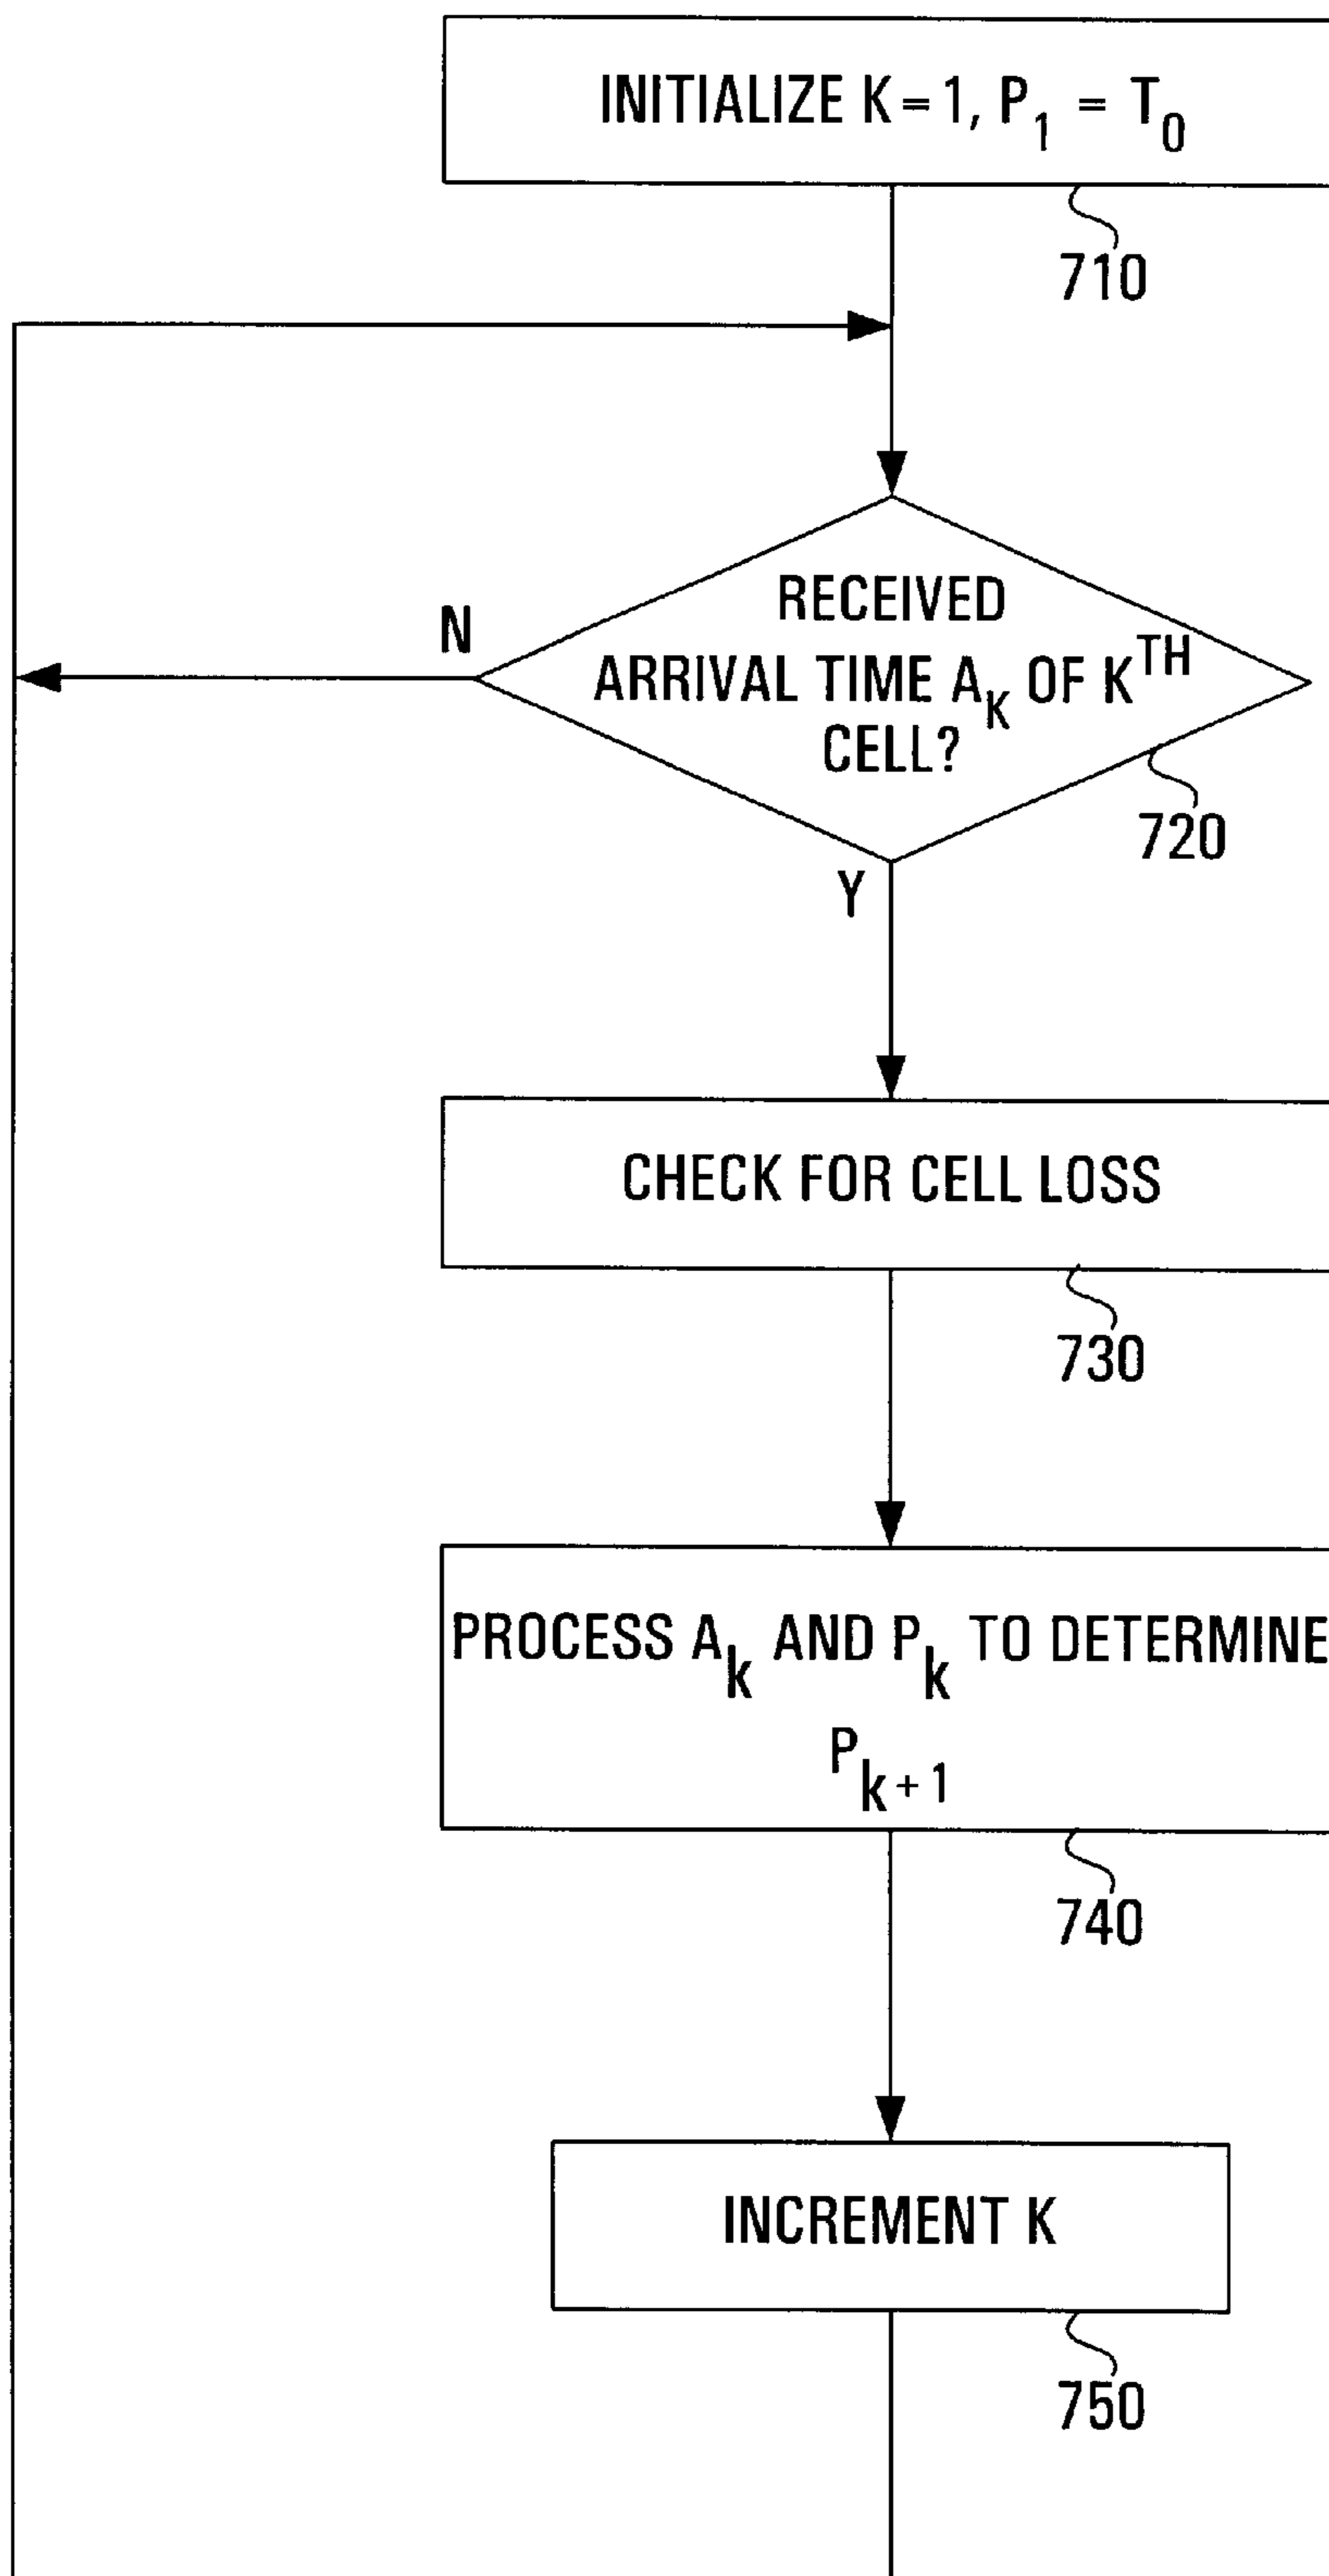 INITIALIZE K = 1, P₁ = T₀
710
RECEIVED
N
ARRIVAL TIME Aₖ OF Kᵀᴴ
CELL?
720
Y
CHECK FOR CELL LOSS
730
PROCESS Aₖ AND Pₖ TO DETERMINE
Pₖ₊₁
740
INCREMENT K
750